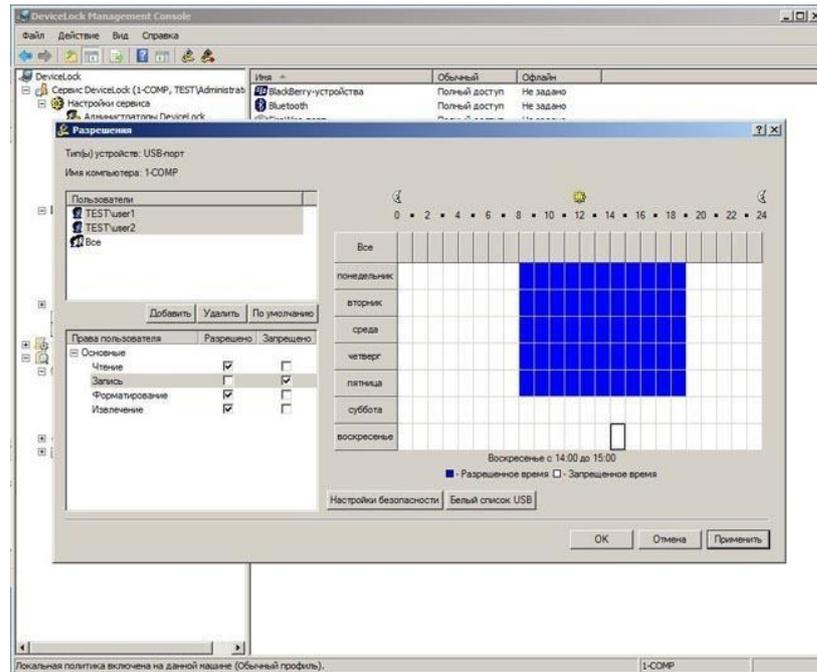 DeviceLock Management Console
Файл Действие Вид Справка
DeviceLock
Сервис DeviceLock (1-COMP, TEST\Administrat
Настройки сервиса
Администраторы DeviceLock
Имя Обычный Офлайн
BlackBerry-устройства Полный доступ Не задано
Bluetooth Полный доступ Не задано
Разрешения
Тип(ы) устройств: USB-порт
Имя компьютера: 1-COMP
Пользователи
TEST\user1
TEST\user2
Все
Добавить Удалить По умолчанию
Права пользователя Разрешено Запрещено
Основные
Чтение
Запись
Форматирование
Извлечение
0 2 4 6 8 10 12 14 16 18 20 22 24
Все
понедельник
вторник
среда
четверг
пятница
суббота
воскресенье
Воскресенье с 14:00 до 15:00
- Разрешенное время - Запрещенное время
Настройки безопасности Белый список USB
OK Отмена Применить
Локальная политика включена на данной машине (Обычный профиль). 1-COMP